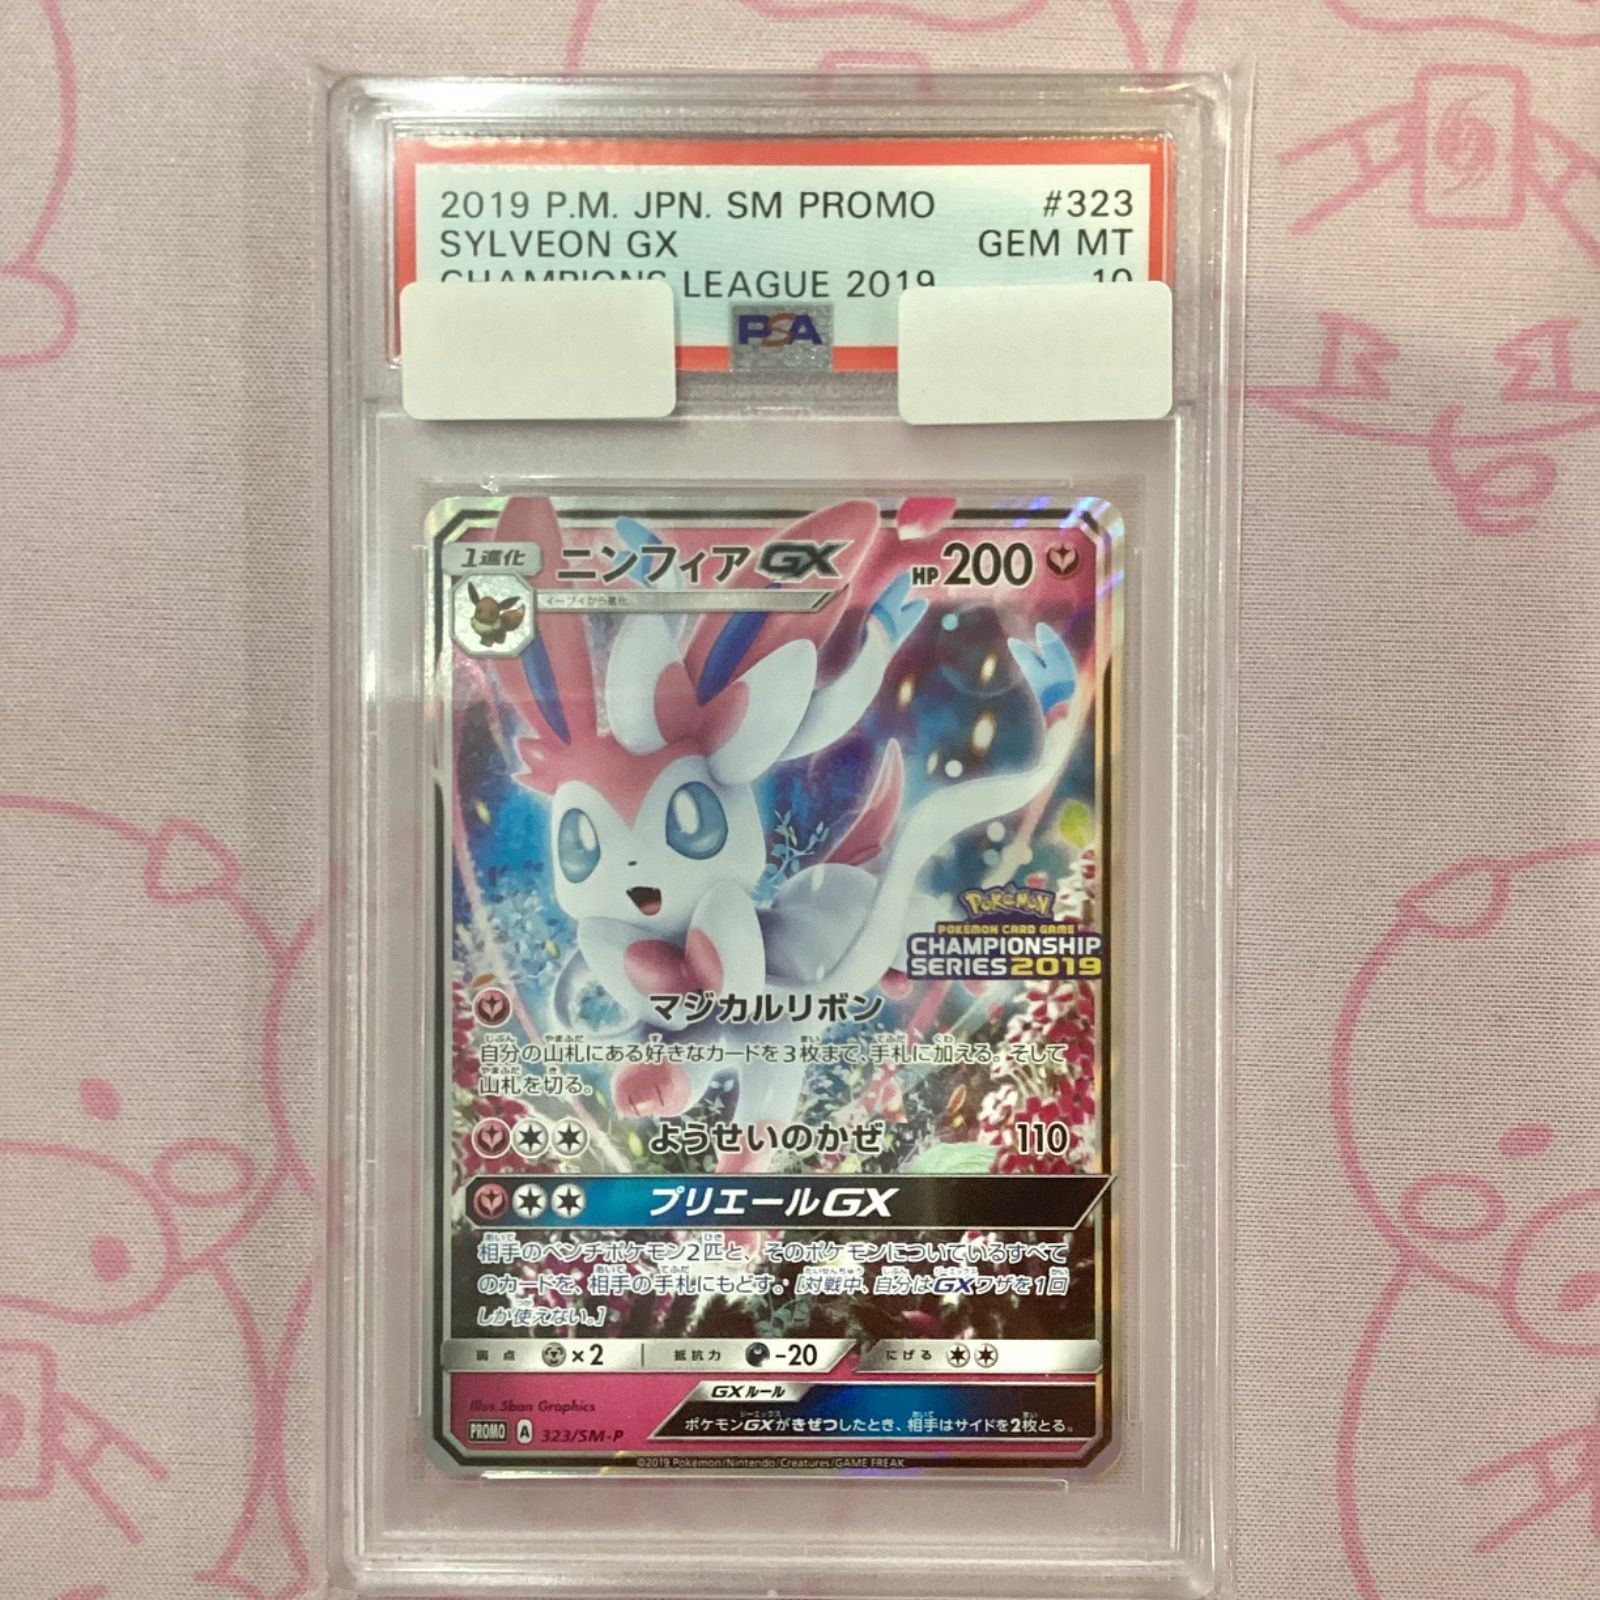 2019 P.M. JPN. SM PROMO #323
SYLVEON GX GEM MT
CHAMPIONS LEAGUE 2019 10
PSA
1進化 ニンフィアGX HP200
イーブイから進化
POKÉMON
POKÉMON CARD GAME
CHAMPIONSHIP
SERIES 2019
マジカルリボン
自分の山札にある好きなカードを3枚まで、手札に加える。そして
山札を切る。
ようせいのかぜ 110
プリエールGX
相手のベンチポケモン2匹と、そのポケモンについているすべて
のカードを、相手の手札にもどす。[対戦中、自分はGXワザを1回
しか使えない。]
弱点 ×2 抵抗力 -20 にげる
GXルール
ポケモンGXがきぜつしたとき、相手はサイドを2枚とる。
Illus.5ban Graphics
PROMO A 323/SM-P
©2019 Pokémon/Nintendo/Creatures/GAME FREAK